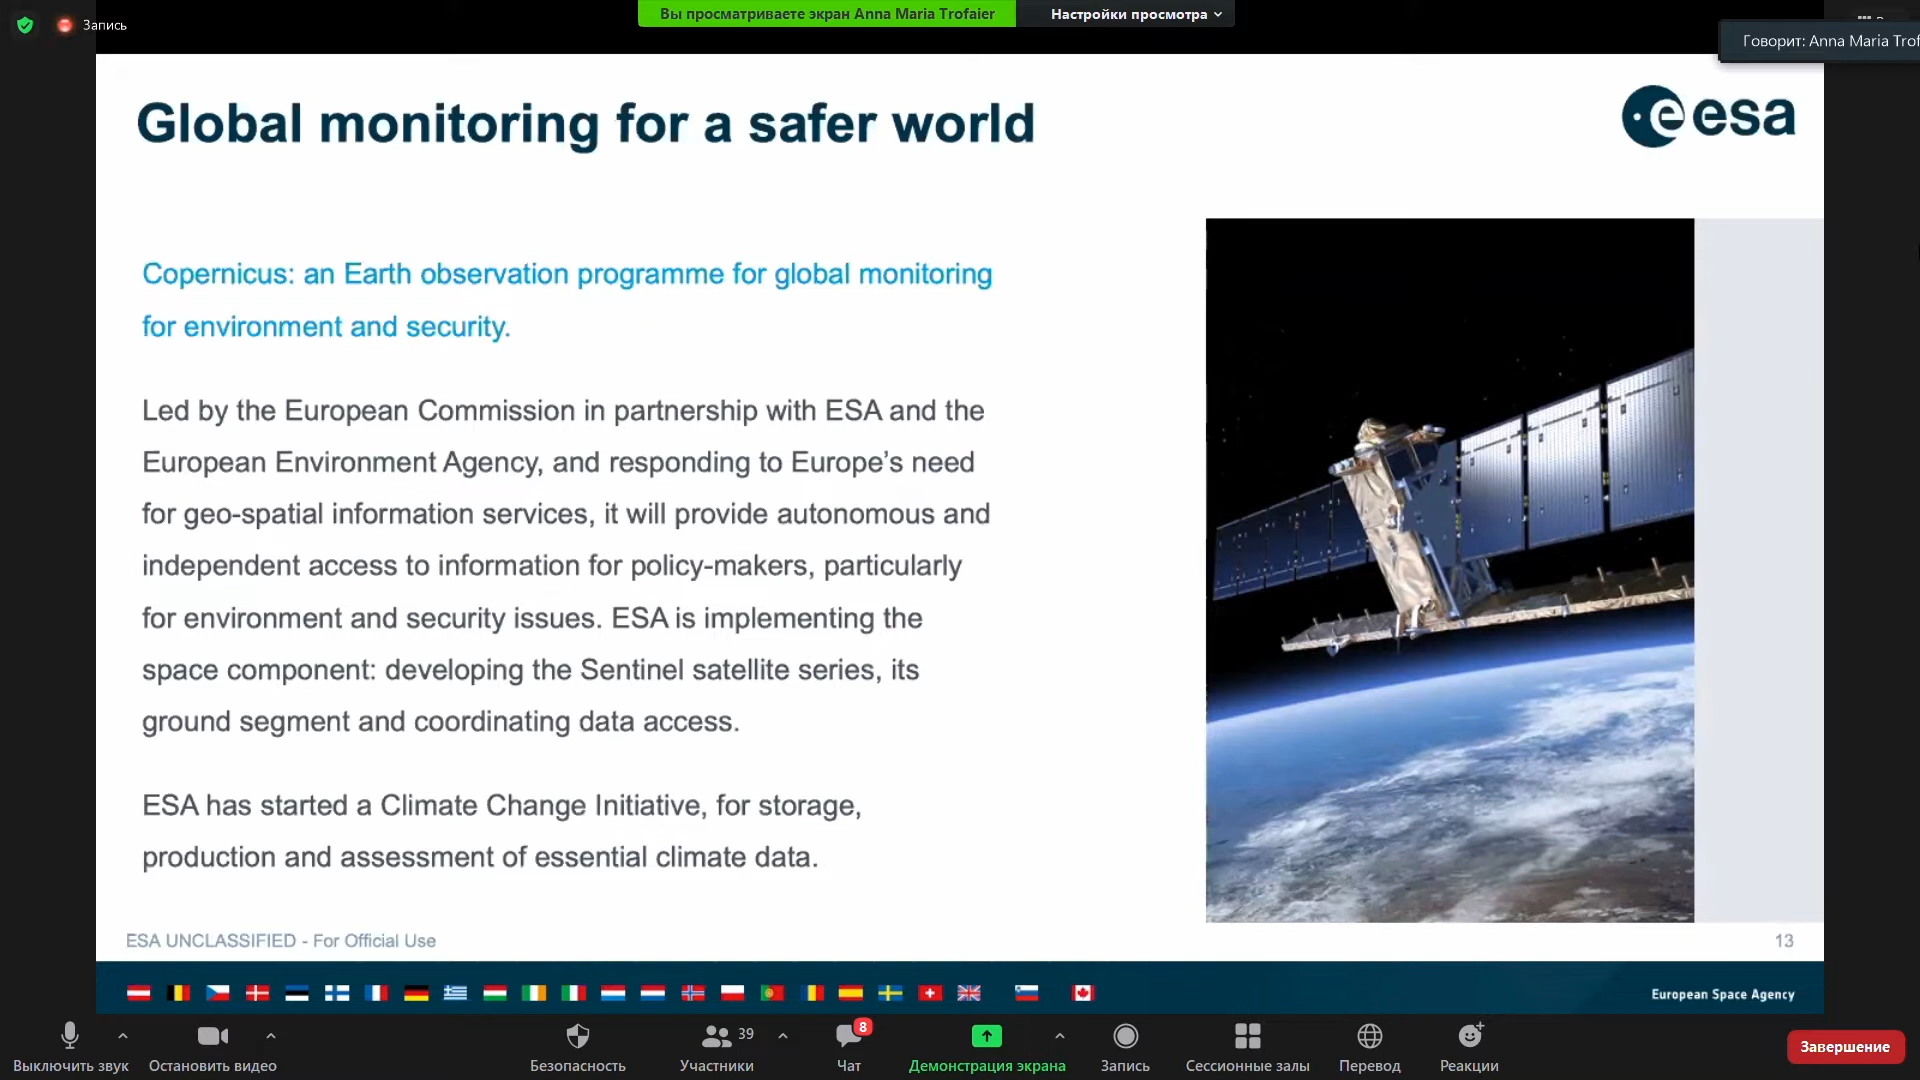 Запись
Вы просматриваете экран Anna Maria Trofaier
Настройки просмотра
Говорит: Anna Maria Trof
Global monitoring for a safer world
esa
Copernicus: an Earth observation programme for global monitoring
for environment and security.
Led by the European Commission in partnership with ESA and the
European Environment Agency, and responding to Europe’s need
for geo-spatial information services, it will provide autonomous and
independent access to information for policy-makers, particularly
for environment and security issues. ESA is implementing the
space component: developing the Sentinel satellite series, its
ground segment and coordinating data access.
ESA has started a Climate Change Initiative, for storage,
production and assessment of essential climate data.
ESA UNCLASSIFIED - For Official Use
13
European Space Agency
39
8
Выключить звук
Остановить видео
Безопасность
Участники
Чат
Демонстрация экрана
Запись
Сессионные залы
Перевод
Реакции
Завершение